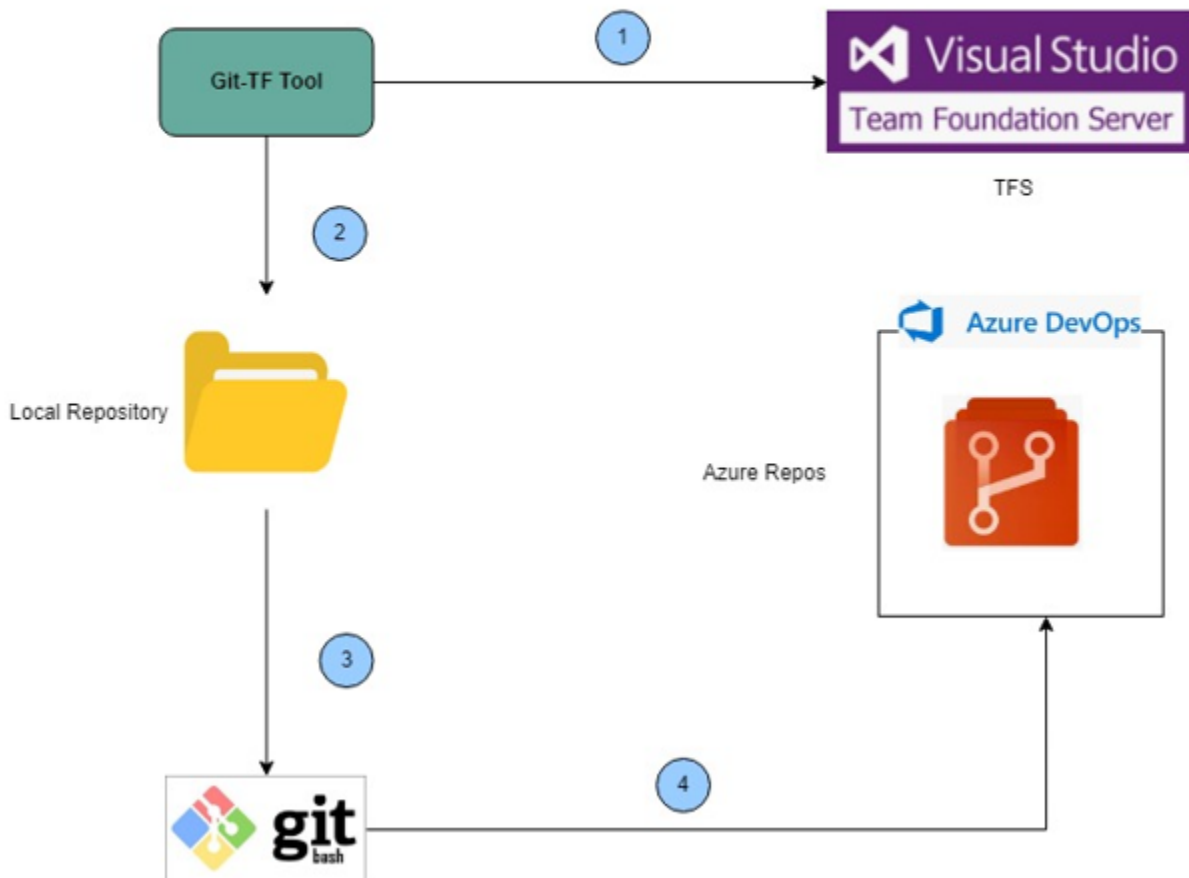 1
Git-TF Tool
Visual Studio
Team Foundation Server
TFS
2
Azure DevOps
Local Repository
Azure Repos
3
4
git
bash